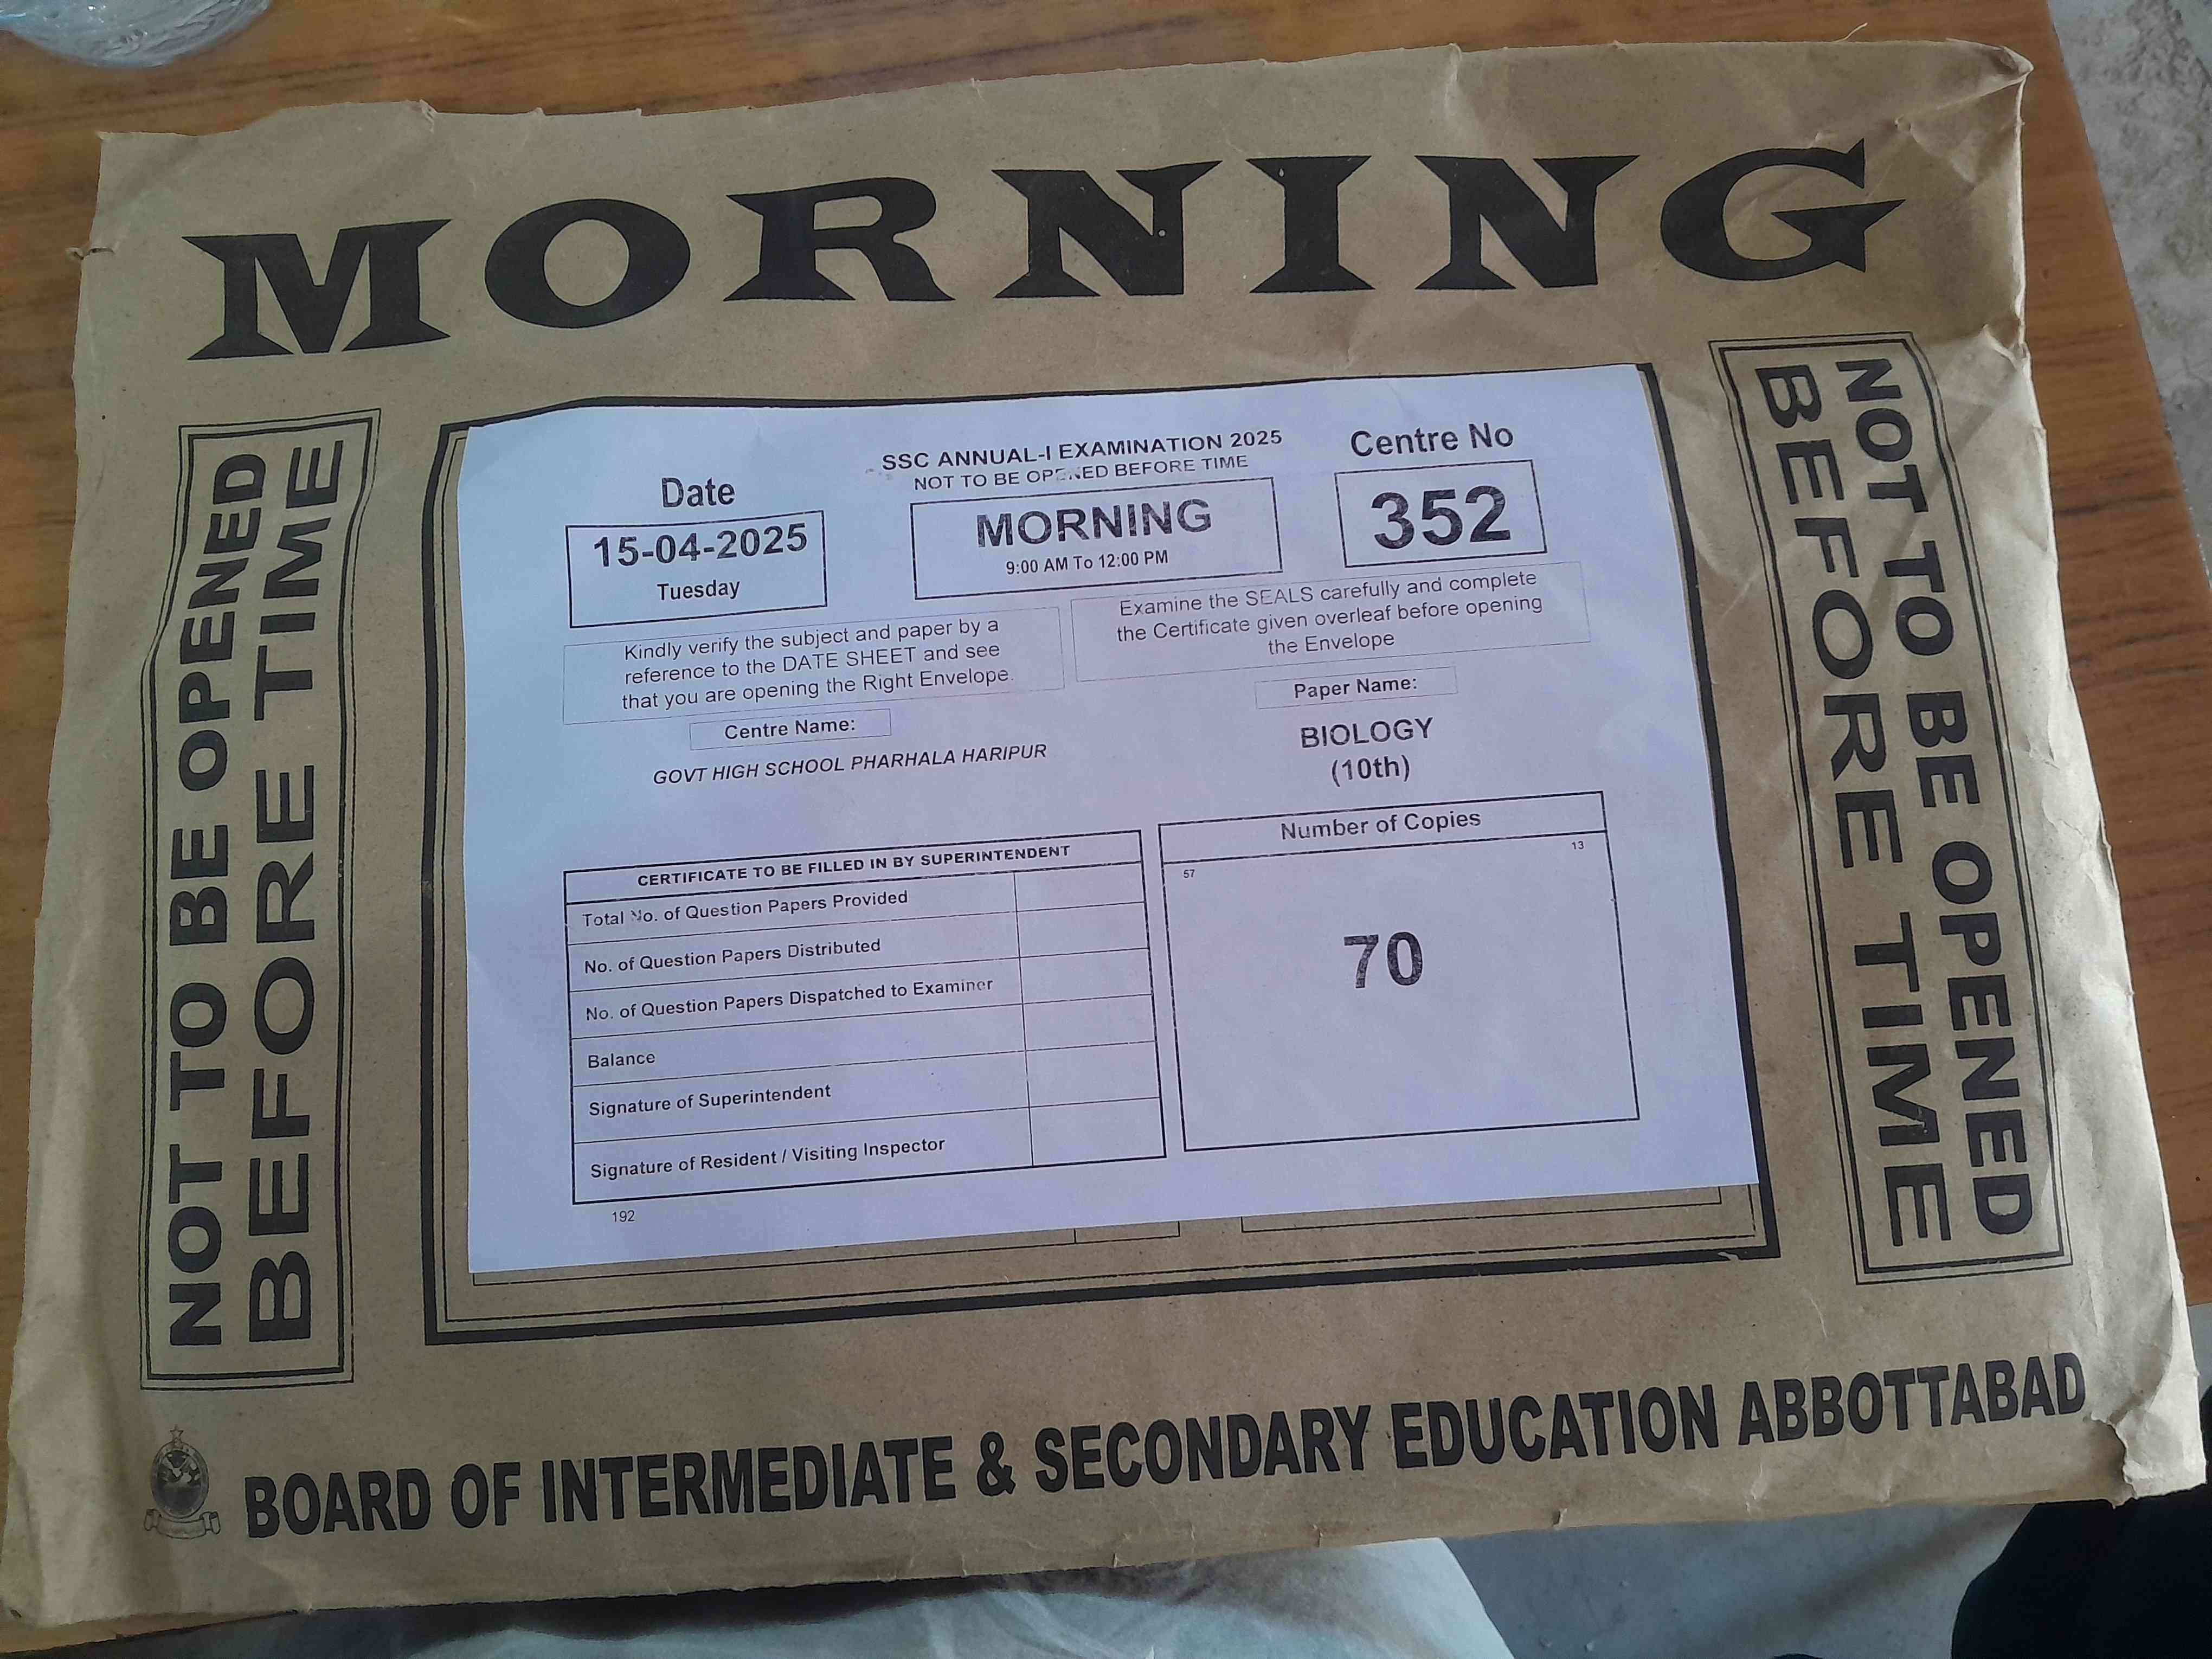 MORNING
NOT TO BE OPENED
BEFORE TIME
SSC ANNUAL-I EXAMINATION 2025
NOT TO BE OPENED BEFORE TIME
Date
15-04-2025
Tuesday
MORNING
9:00 AM To 12:00 PM
Centre No
352
Kindly verify the subject and paper by a
reference to the DATE SHEET and see
that you are opening the Right Envelope.
Examine the SEALS carefully and complete
the Certificate given overleaf before opening
the Envelope
Centre Name:
GOVT HIGH SCHOOL PHARHALA HARIPUR
Paper Name:
BIOLOGY
(10th)
CERTIFICATE TO BE FILLED IN BY SUPERINTENDENT
Total No. of Question Papers Provided
No. of Question Papers Distributed
No. of Question Papers Dispatched to Examiner
Balance
Signature of Superintendent
Signature of Resident / Visiting Inspector
192
Number of Copies
57
13
70
NOT TO BE OPENED
BEFORE TIME
BOARD OF INTERMEDIATE & SECONDARY EDUCATION ABBOTTABAD